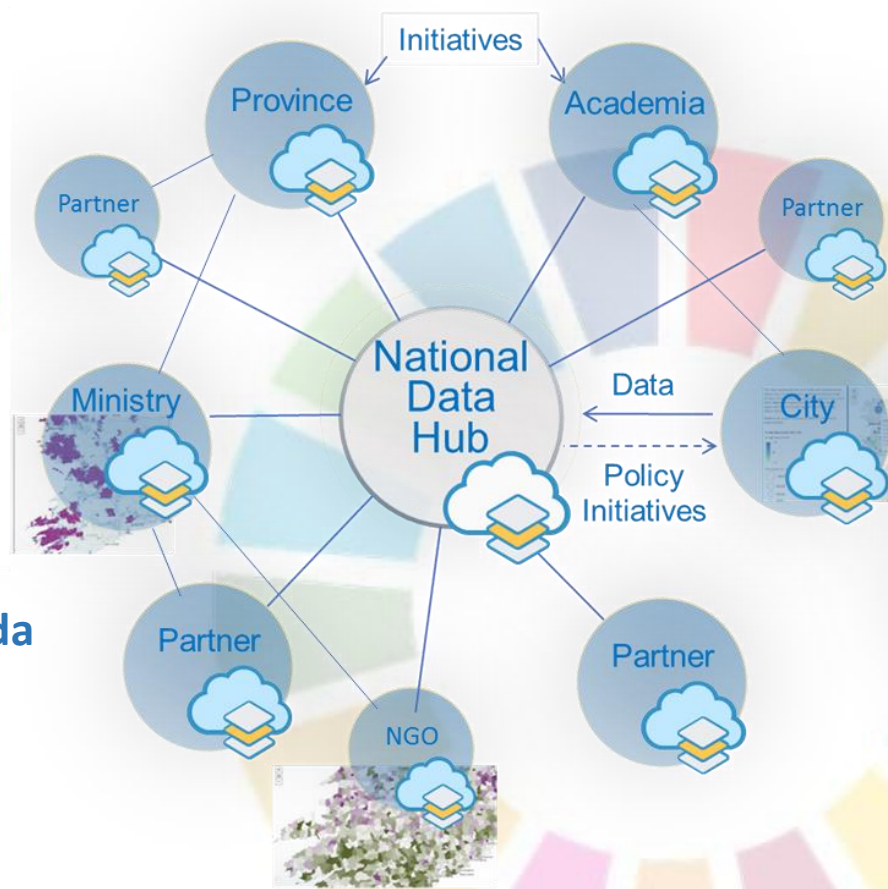 Initiatives
Province
Academia
Partner
Partner
National
Data
Hub
Ministry
Data
City
Policy
Initiatives
da
Partner
Partner
NGO